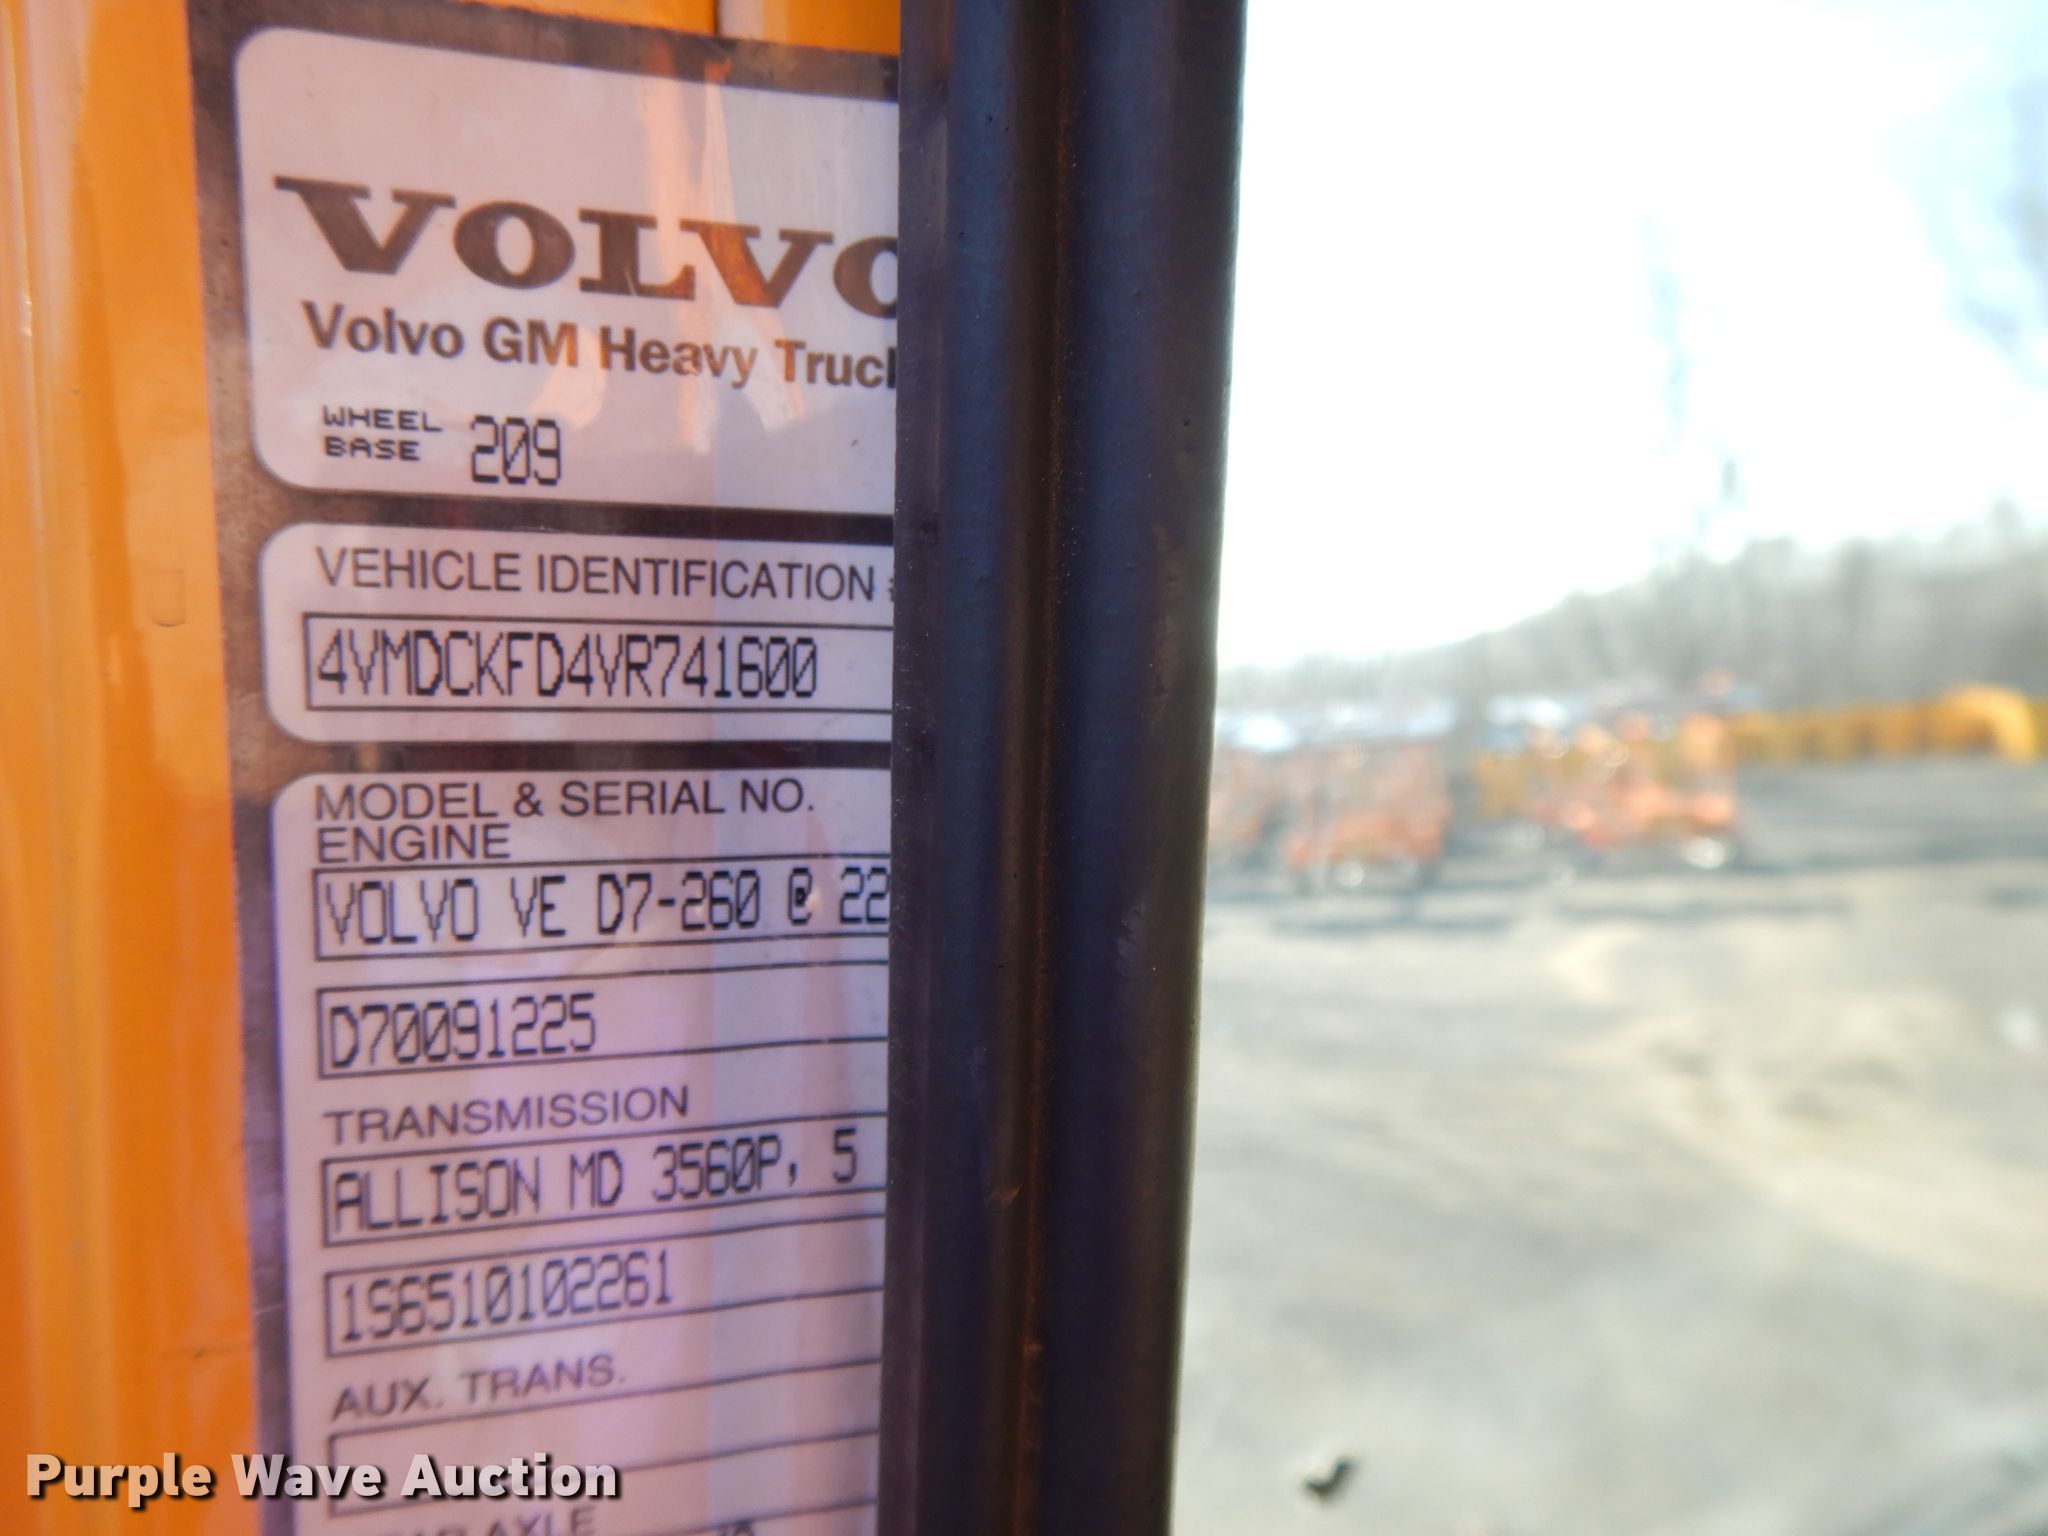 VOLVO
Volvo GM Heavy Truck
WHEEL
BASE 209
VEHICLE IDENTIFICATION
4VMDCKFD4VR741600
MODEL & SERIAL NO.
ENGINE
VOLVO VE D7-260 @ 22
D70091225
TRANSMISSION
ALLISON MD 3560P, 5
1S6510102261
AUX. TRANS.
AXLE
Purple Wave Auction